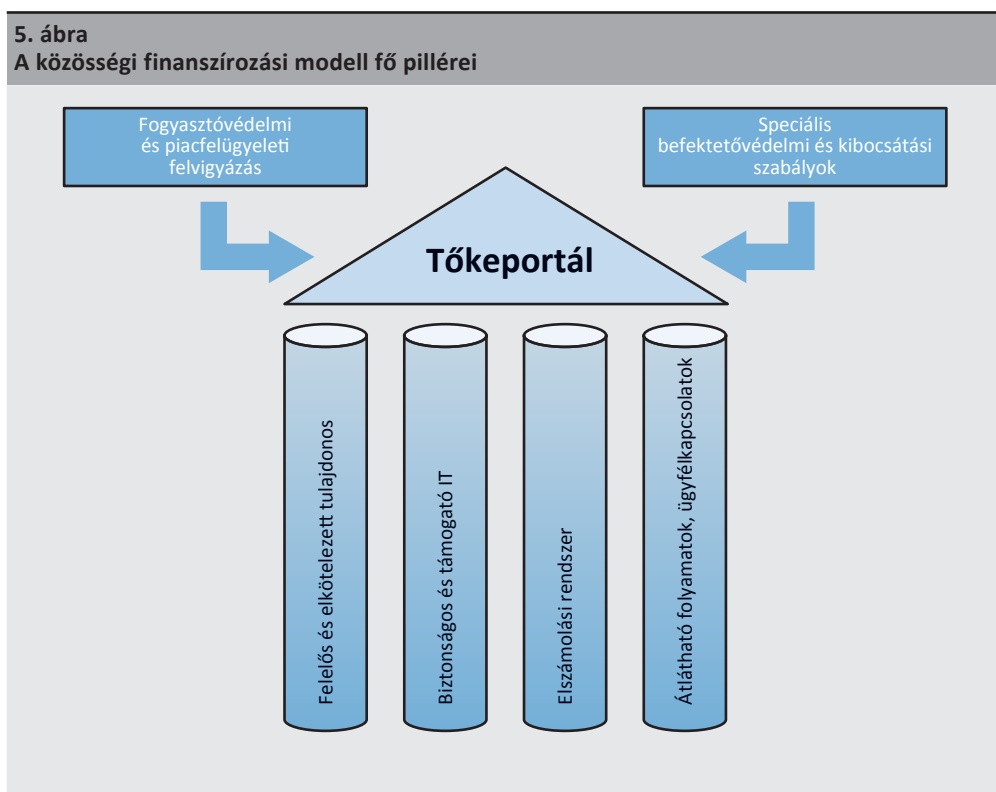 5. ábra
A közösségi finanszírozási modell fő pillérei
Fogyasztóvédelmi
és piacfelügyeleti
felvigyázás
Speciális
befektetővédelmi és kibocsátási
szabályok
Tőkeportál
Felelős és elkötelezett tulajdonos
Biztonságos és támogató IT
Elszámolási rendszer
Átlátható folyamatok, ügyfélkapcsolatok